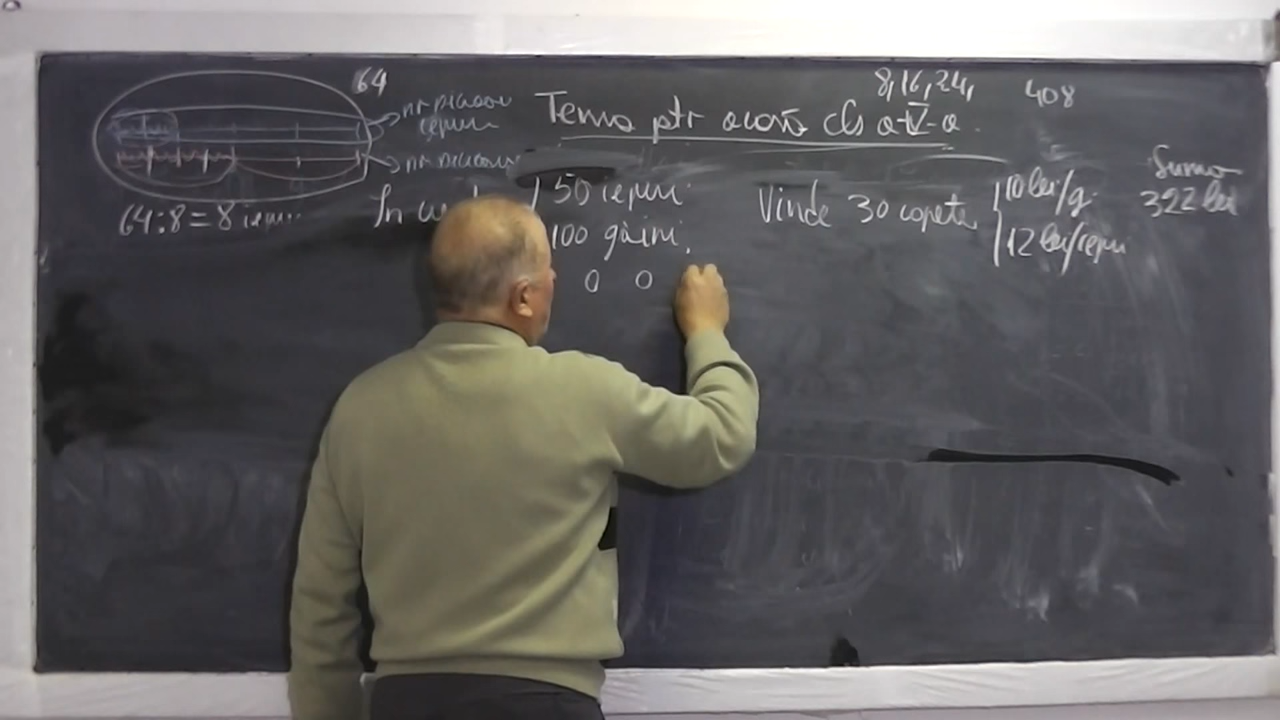 64
nr picioare
iepuri
nr picioare
64:8=8 iepuri
Tema ptr acasă cls a-IV-a.
8,16,24,
408
În
50 iepuri
100 găini.
0 0
Vinde 30 capete
10 lei/g.
12 lei/iepure
Suma
322 lei